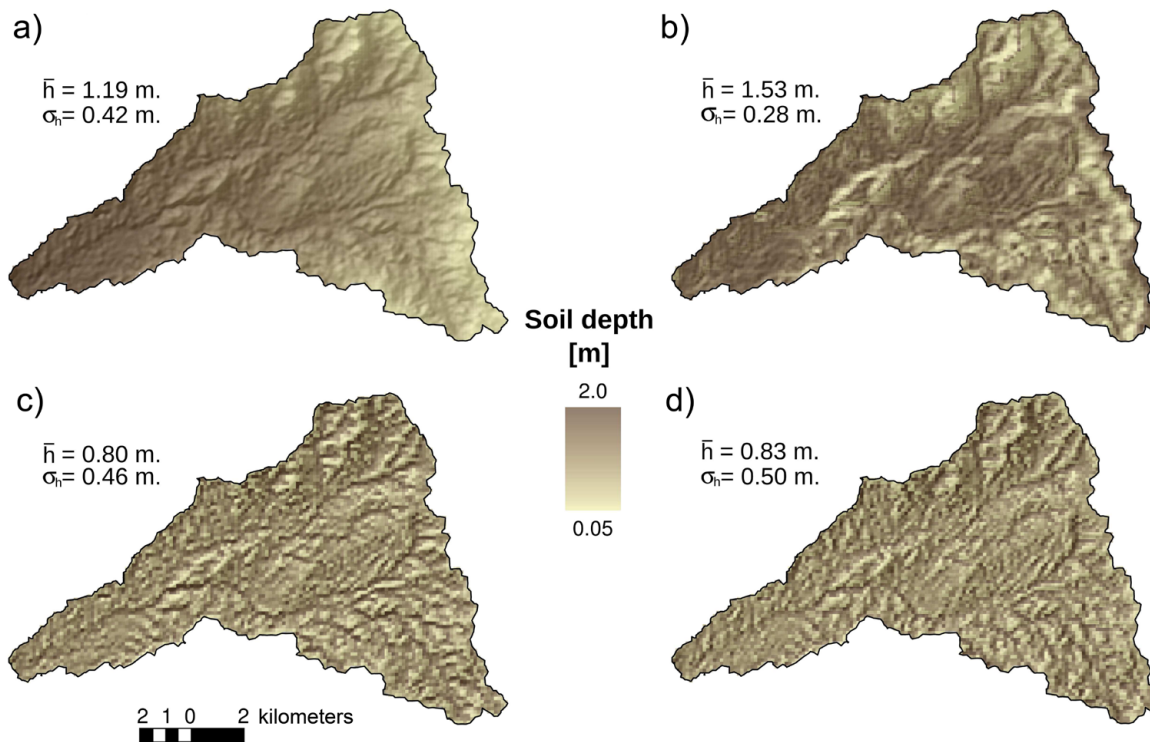 a)
h̄ = 1.19 m.
σₕ= 0.42 m.
b)
h̄ = 1.53 m.
σₕ= 0.28 m.
Soil depth
[m]
2.0
0.05
c)
h̄ = 0.80 m.
σₕ= 0.46 m.
d)
h̄ = 0.83 m.
σₕ= 0.50 m.
2 1 0 2 kilometers